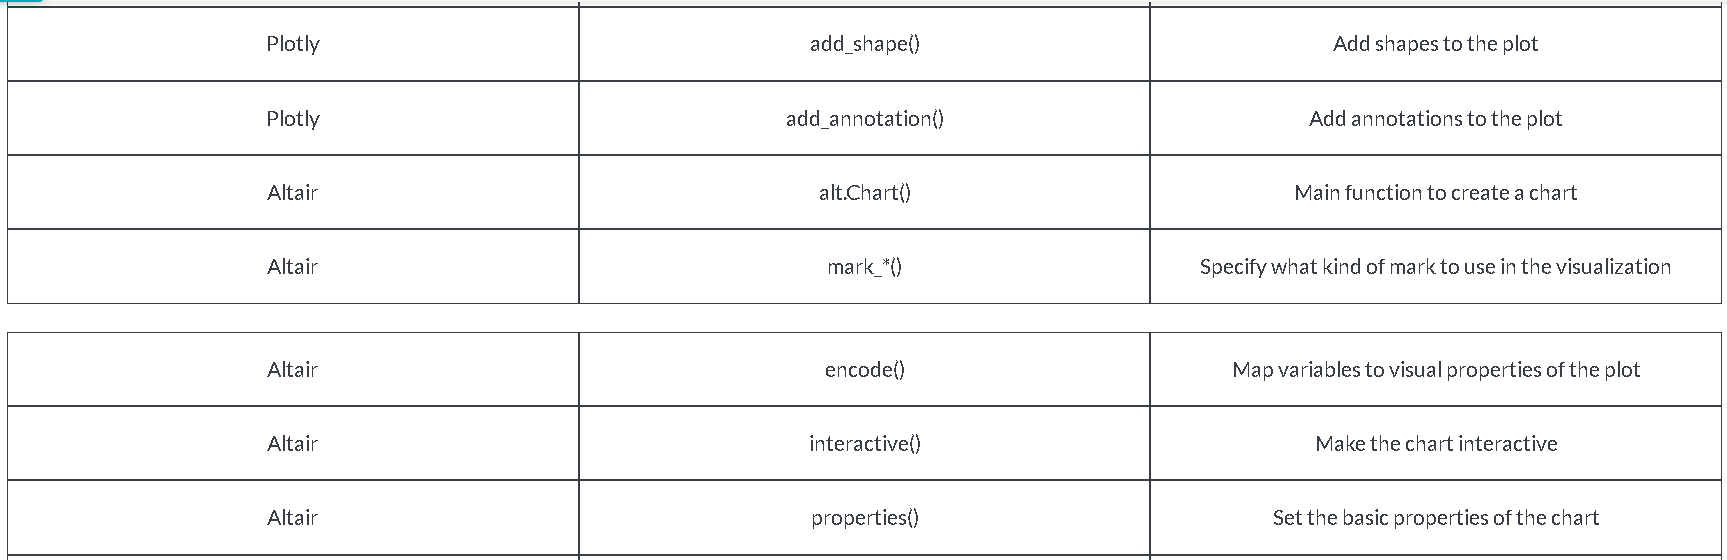 Plotly add_shape() Add shapes to the plot
Plotly add_annotation() Add annotations to the plot
Altair alt.Chart() Main function to create a chart
Altair mark_*() Specify what kind of mark to use in the visualization
Altair encode() Map variables to visual properties of the plot
Altair interactive() Make the chart interactive
Altair properties() Set the basic properties of the chart